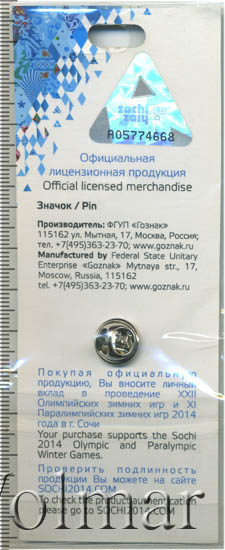 sochi.ru
2014
A05774668
Официальная
лицензионная продукция
Official licensed merchandise
Значок / Pin
Производитель: ФГУП «Гознак»
115162 ул. Мытная, 17, Москва, Россия;
тел. +7(495)363-23-70; www.goznak.ru
Manufactured by Federal State Unitary
Enterprise «Goznak» Mytnaya str., 17,
Moscow, Russia, 115162
тел. +7(495)363-23-70; www.goznak.ru
Покупая официальную
продукцию, Вы вносите личный
вклад в проведение XXII
Олимпийских зимних игр и XI
Паралимпийских зимних игр 2014
года в г. Сочи
Your purchase supports the Sochi
2014 Olympic and Paralympic
Winter Games.
Проверить подлинность
продукции Вы можете на сайте
SOCHI2014.COM
To check the product authentication
please go to SOCHI2014.COM
Wolmar